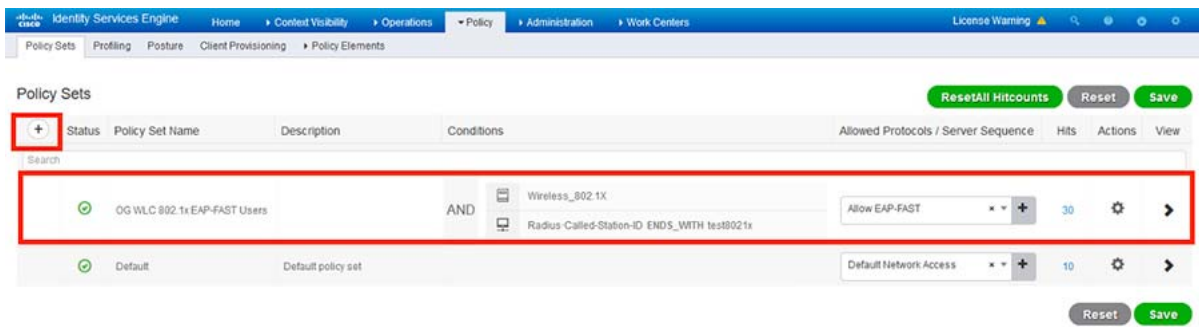 cisco Identity Services Engine Home Context Visibility Operations Policy Administration Work Centers License Warning
Policy Sets Profiling Posture Client Provisioning Policy Elements
Policy Sets
ResetAll Hitcounts Reset Save
+ Status Policy Set Name Description Conditions Allowed Protocols / Server Sequence Hits Actions View
Search
OG WLC 802.1x EAP-FAST Users AND Wireless_802.1X Allow EAP-FAST × + 30
Radius·Called-Station-ID ENDS_WITH test8021x
Default Default policy set Default Network Access × + 10
Reset Save